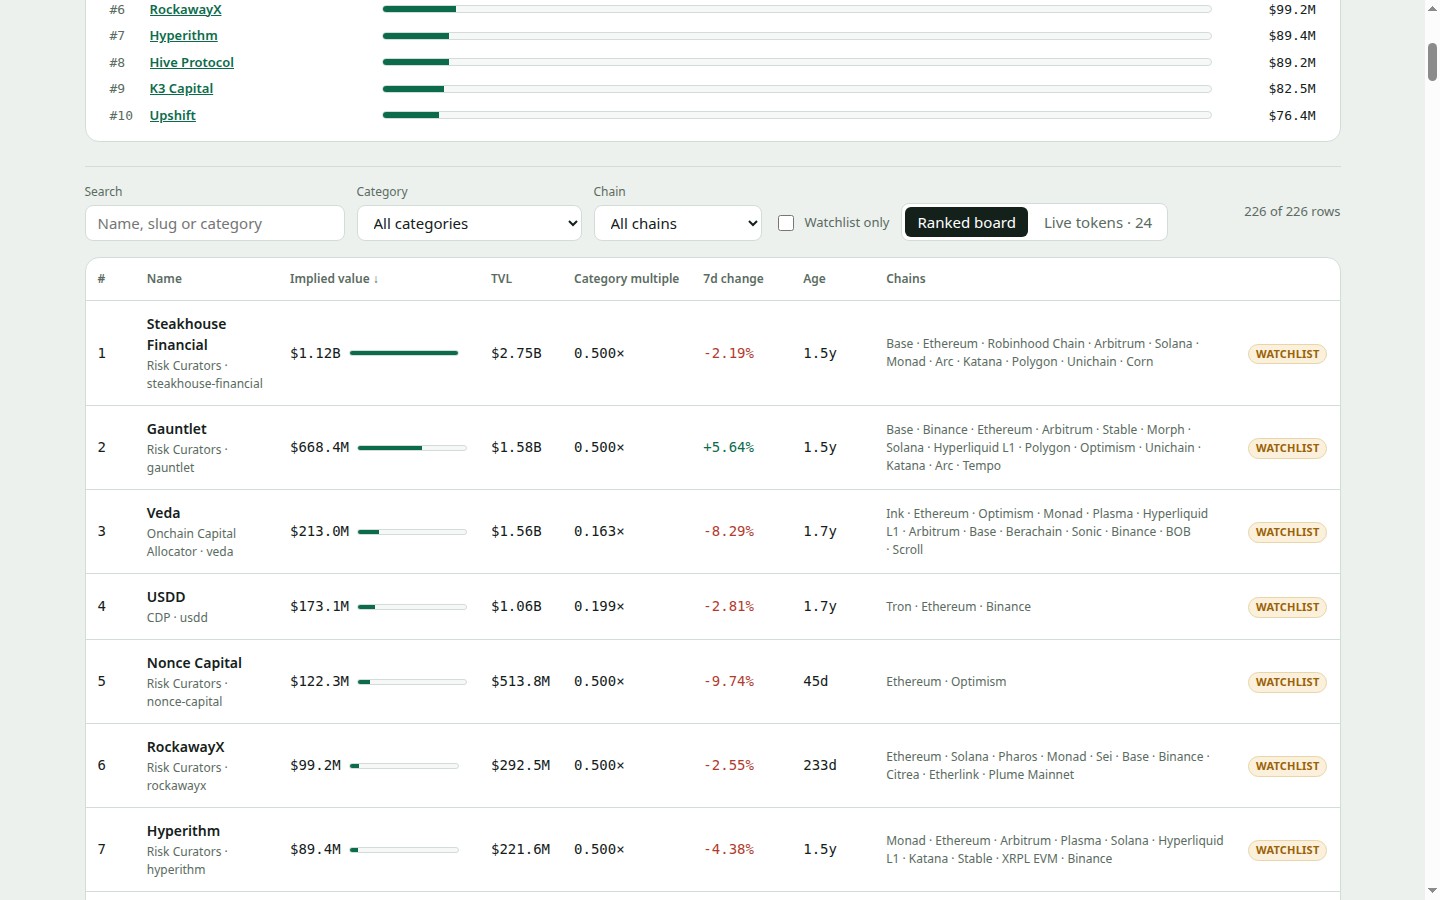 #6 RockawayX $99.2M
#7 Hyperithm $89.4M
#8 Hive Protocol $89.2M
#9 K3 Capital $82.5M
#10 Upshift $76.4M
Search Category Chain
Name, slug or category All categories All chains Watchlist only Ranked board Live tokens · 24 226 of 226 rows
# Name Implied value ↓ TVL Category multiple 7d change Age Chains
1 Steakhouse Financial
Risk Curators ·
steakhouse-financial
$1.12B $2.75B 0.500× -2.19% 1.5y
Base · Ethereum · Robinhood Chain · Arbitrum · Solana ·
Monad · Arc · Katana · Polygon · Unichain · Corn
WATCHLIST
2 Gauntlet
Risk Curators ·
gauntlet
$668.4M $1.58B 0.500× +5.64% 1.5y
Base · Binance · Ethereum · Arbitrum · Stable · Morph ·
Solana · Hyperliquid L1 · Polygon · Optimism · Unichain ·
Katana · Arc · Tempo
WATCHLIST
3 Veda
Onchain Capital
Allocator · veda
$213.0M $1.56B 0.163× -8.29% 1.7y
Ink · Ethereum · Optimism · Monad · Plasma · Hyperliquid
L1 · Arbitrum · Base · Berachain · Sonic · Binance · BOB
· Scroll
WATCHLIST
4 USDD
CDP · usdd
$173.1M $1.06B 0.199× -2.81% 1.7y
Tron · Ethereum · Binance
WATCHLIST
5 Nonce Capital
Risk Curators ·
nonce-capital
$122.3M $513.8M 0.500× -9.74% 45d
Ethereum · Optimism
WATCHLIST
6 RockawayX
Risk Curators ·
rockawayx
$99.2M $292.5M 0.500× -2.55% 233d
Ethereum · Solana · Pharos · Monad · Sei · Base · Binance ·
Citrea · Etherlink · Plume Mainnet
WATCHLIST
7 Hyperithm
Risk Curators ·
hyperithm
$89.4M $221.6M 0.500× -4.38% 1.5y
Monad · Ethereum · Arbitrum · Plasma · Solana · Hyperliquid
L1 · Katana · Stable · XRPL EVM · Binance
WATCHLIST